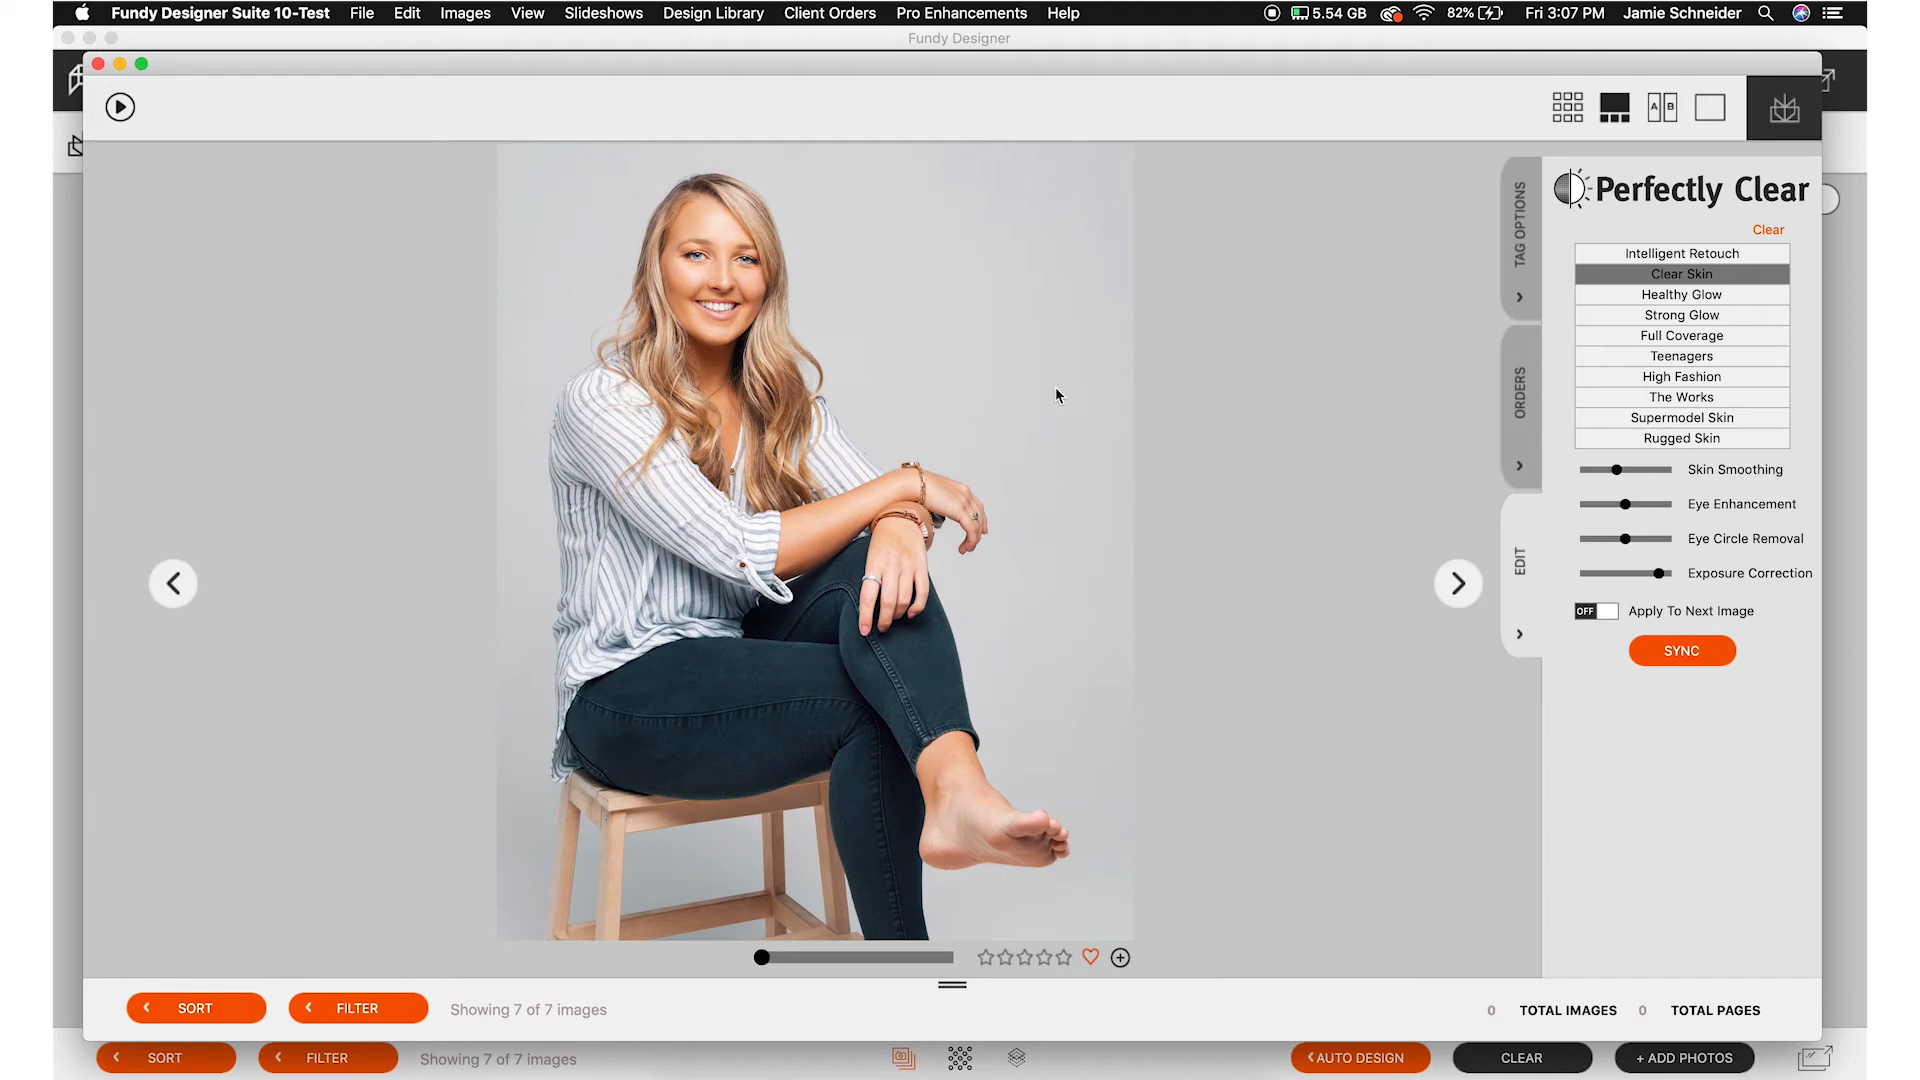 Fundy Designer Suite 10-Test File Edit Images View Slideshows Design Library Client Orders Pro Enhancements Help 5.54 GB 82% Fri 3:07 PM Jamie Schneider
Fundy Designer
A B
Perfectly Clear
Clear
Intelligent Retouch
Clear Skin
Healthy Glow
Strong Glow
Full Coverage
Teenagers
High Fashion
The Works
Supermodel Skin
Rugged Skin
Skin Smoothing
Eye Enhancement
Eye Circle Removal
Exposure Correction
OFF Apply To Next Image
SYNC
TAG OPTIONS
ORDERS
EDIT
SORT FILTER Showing 7 of 7 images 0 TOTAL IMAGES 0 TOTAL PAGES
SORT FILTER Showing 7 of 7 images AUTO DESIGN CLEAR + ADD PHOTOS